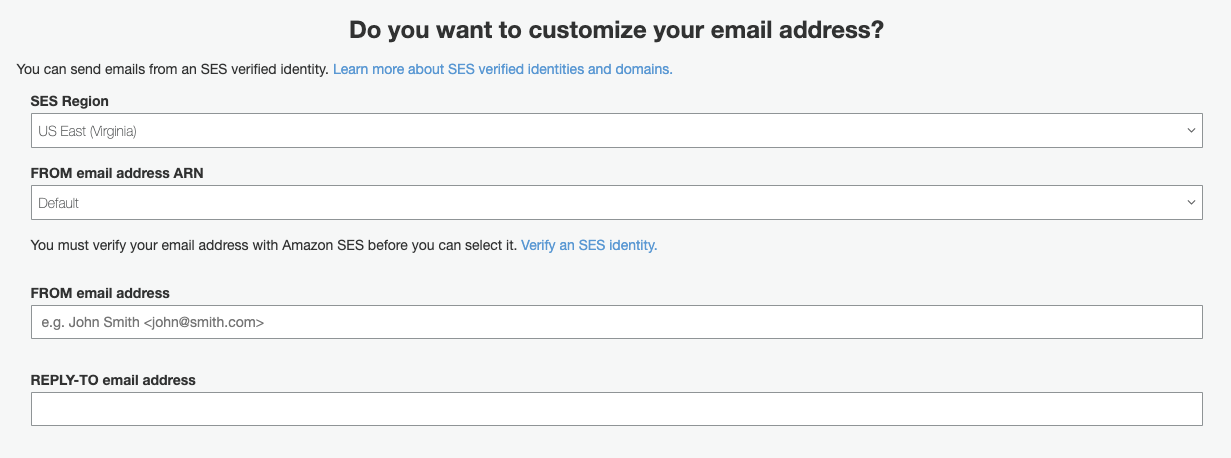 Do you want to customize your email address?
You can send emails from an SES verified identity. Learn more about SES verified identities and domains.
SES Region
US East (Virginia)
FROM email address ARN
Default
You must verify your email address with Amazon SES before you can select it. Verify an SES identity.
FROM email address
e.g. John Smith <john@smith.com>
REPLY-TO email address